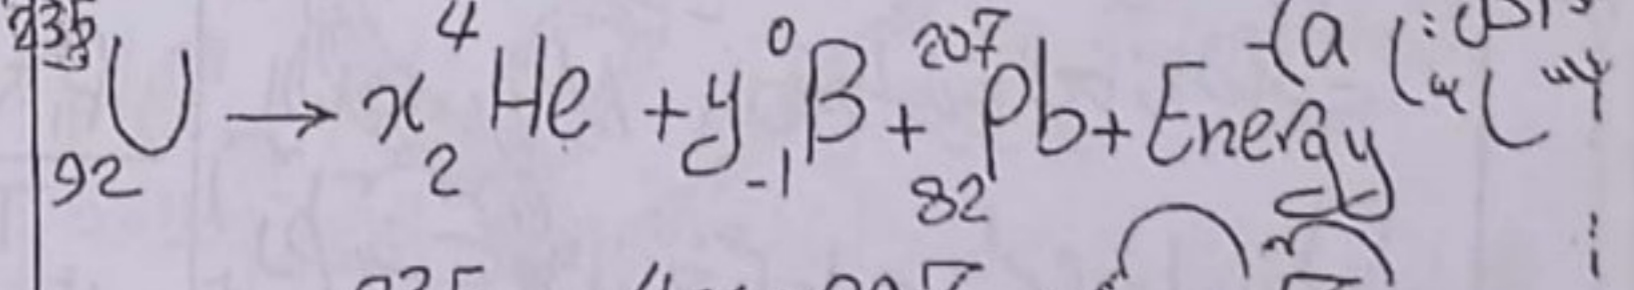 ²³⁵₉₂U → x ⁴₂He + y ⁰₋₁β + ²⁰⁷₈₂Pb + Energy